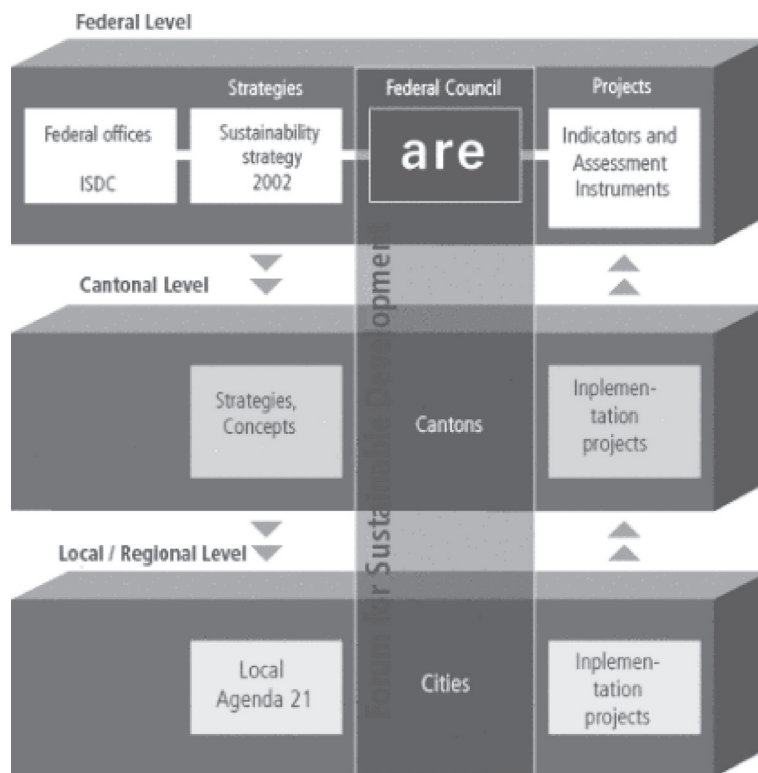 Federal Level
Strategies
Federal Council
Projects
Federal offices
ISDC
Sustainability
strategy
2002
are
Indicators and
Assessment
Instruments
Cantonal Level
Strategies,
Concepts
Cantons
Inplemen-
tation
projects
Local / Regional Level
Local
Agenda 21
Cities
Inplemen-
tation
projects
Forum for Sustainable Development